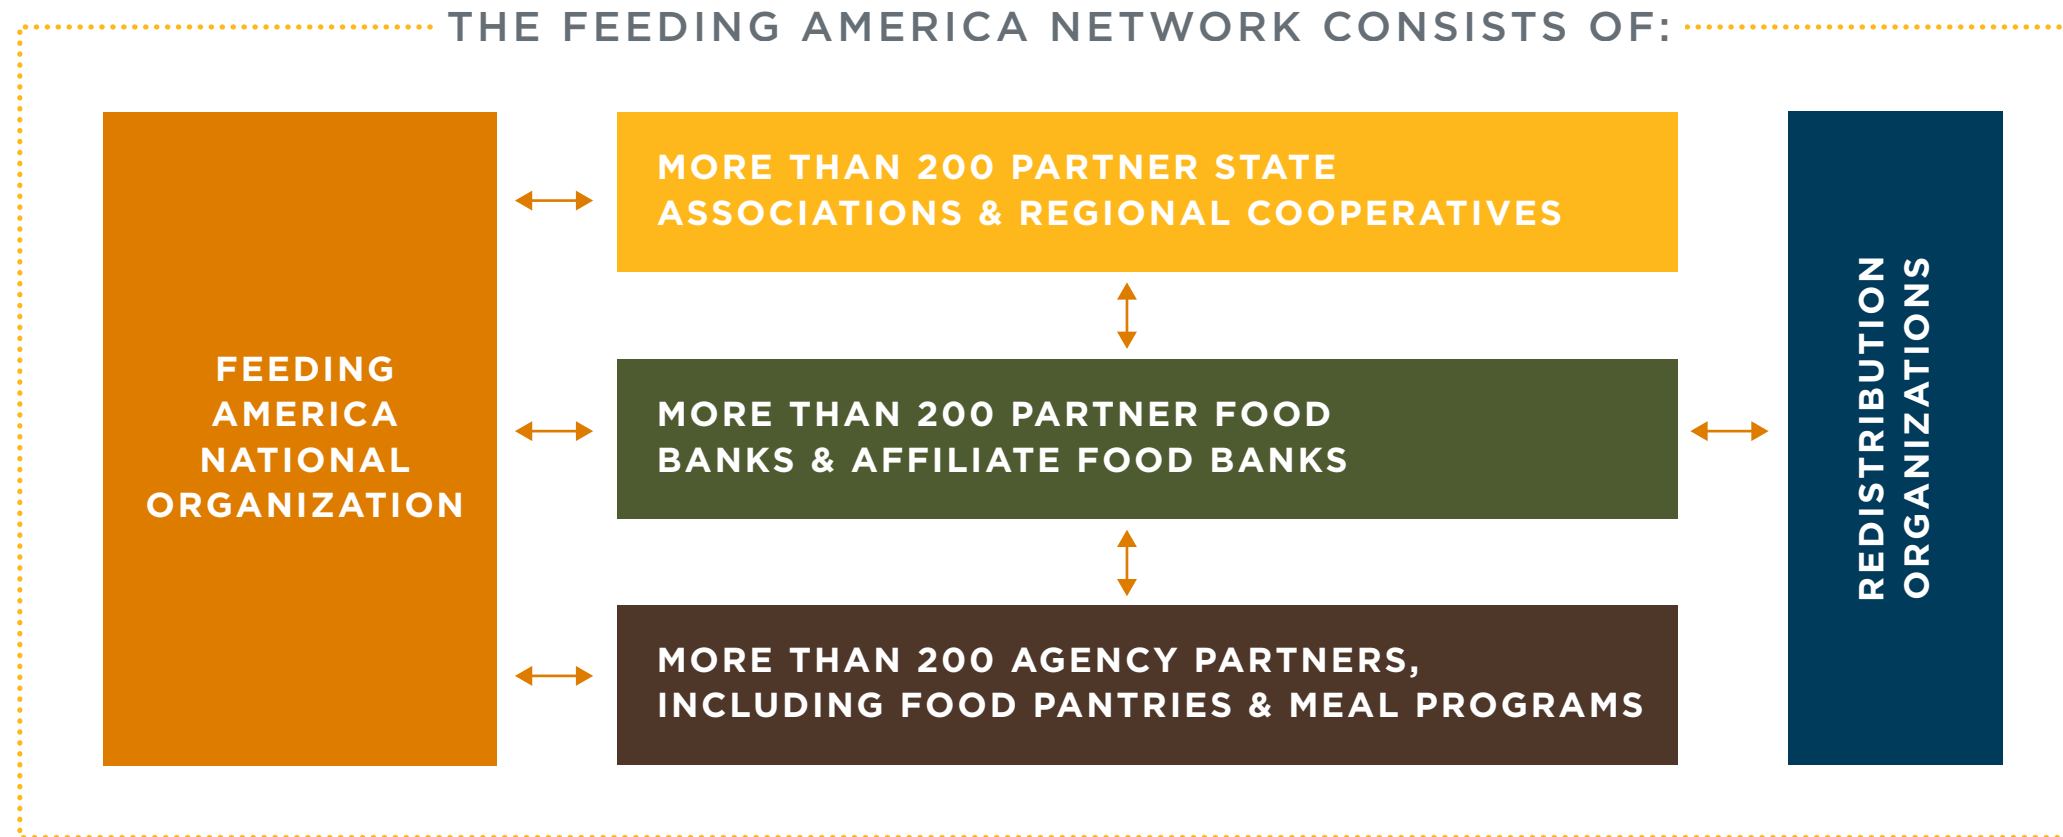 THE FEEDING AMERICA NETWORK CONSISTS OF:
FEEDING
AMERICA
NATIONAL
ORGANIZATION
MORE THAN 200 PARTNER STATE
ASSOCIATIONS & REGIONAL COOPERATIVES
MORE THAN 200 PARTNER FOOD
BANKS & AFFILIATE FOOD BANKS
MORE THAN 200 AGENCY PARTNERS,
INCLUDING FOOD PANTRIES & MEAL PROGRAMS
REDISTRIBUTION
ORGANIZATIONS